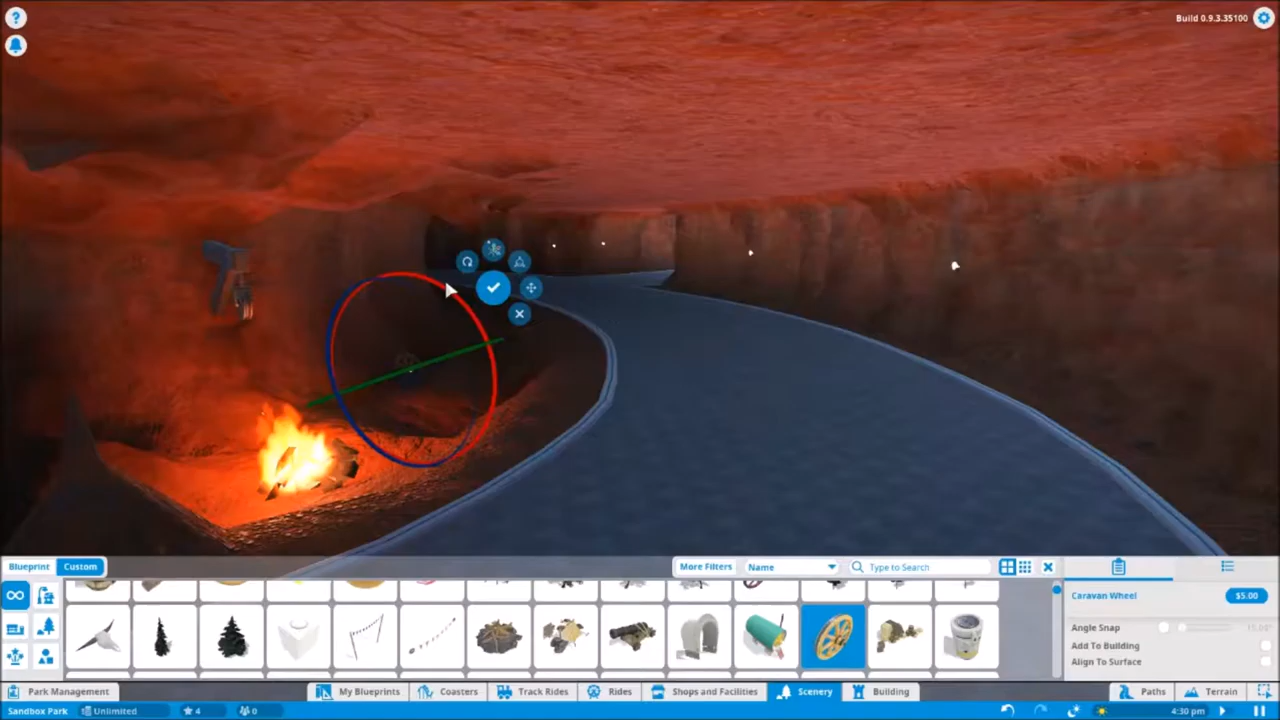 ?
Build 0.9.3.35100
Blueprint Custom
More Filters Name Type to Search
Caravan Wheel $5.00
Angle Snap
Add To Building
Align To Surface
Park Management My Blueprints Coasters Track Rides Rides Shops and Facilities Scenery Building Paths Terrain
Sandbox Park Unlimited 4 0 4:30 pm